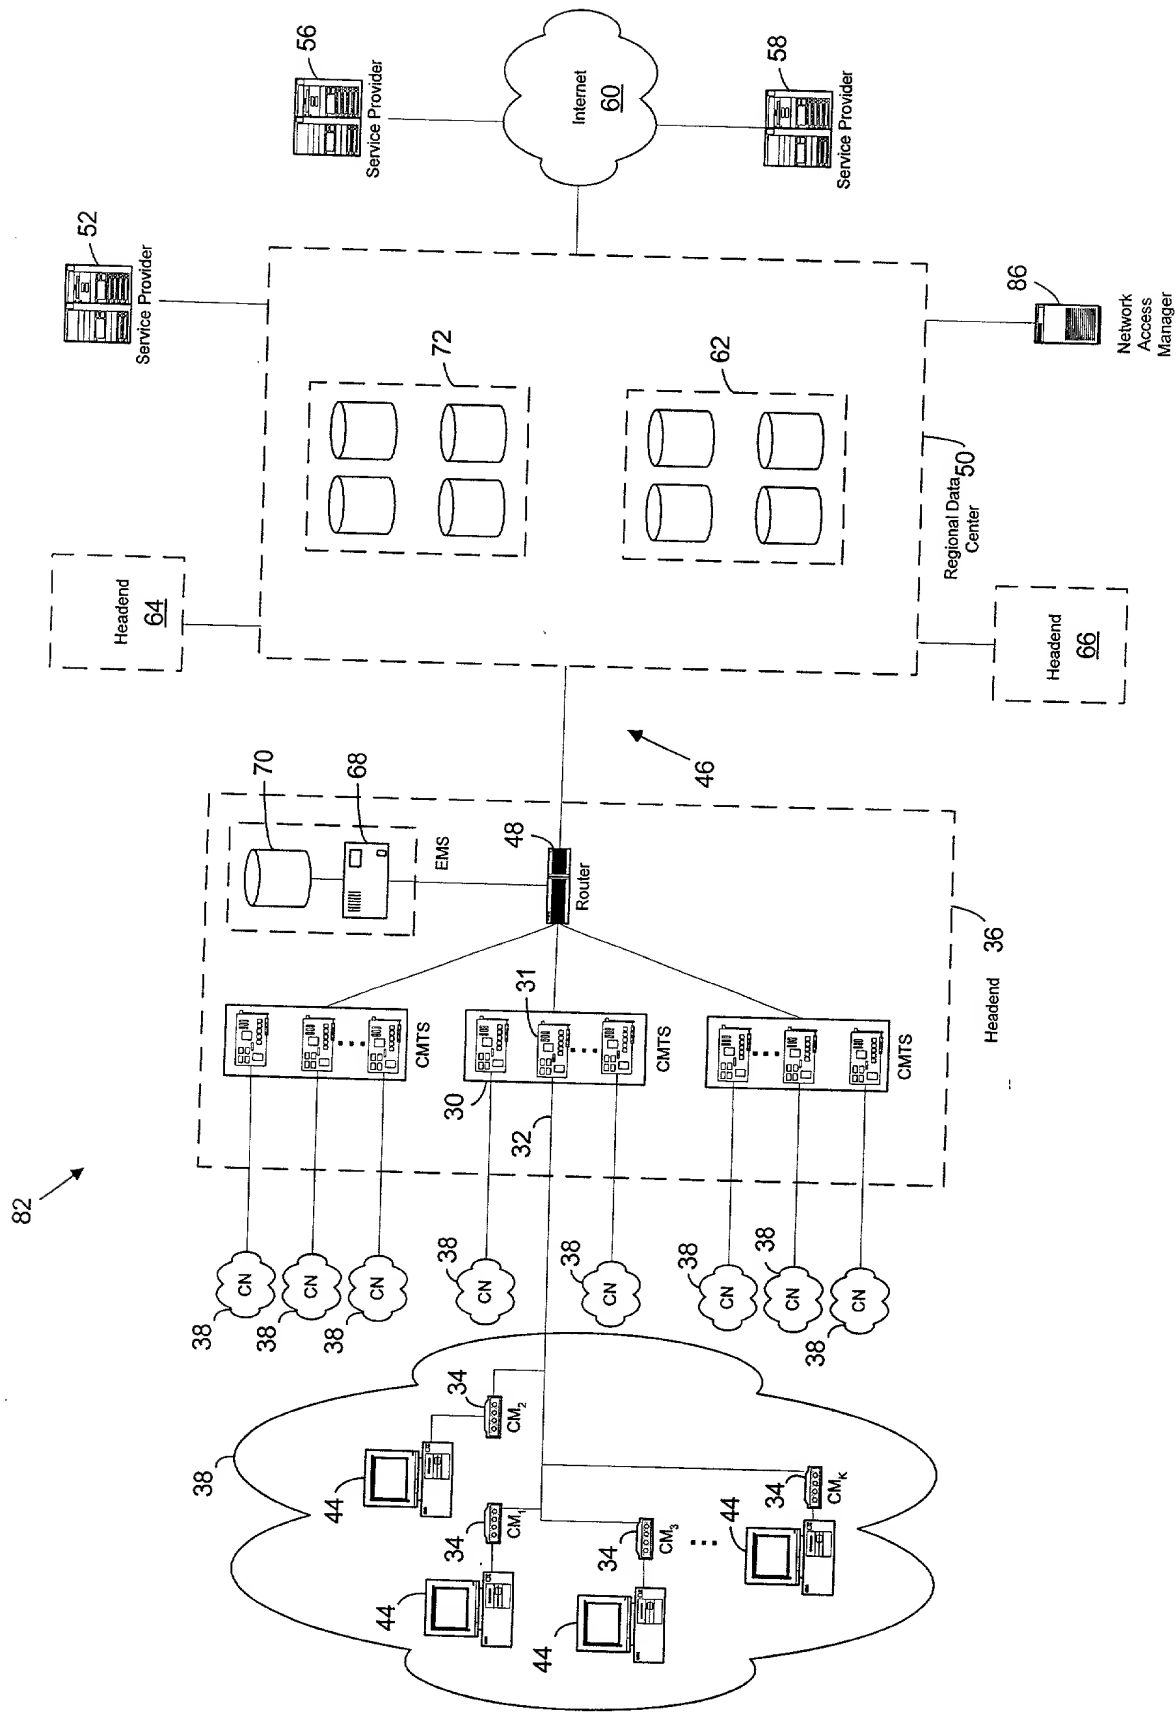 82
38
44
34
CM2
44
34
CM1
44
34
CM3
44
34
CMK
38
CN
38
CN
38
CN
38
CN
38
CN
38
CN
38
CN
38
CN
32
30
31
CMTS
CMTS
CMTS
Headend
36
70
68
EMS
48
Router
46
Headend
64
Headend
66
72
62
Regional Data
Center
50
52
Service Provider
56
Service Provider
Internet
60
58
Service Provider
86
Network
Access
Manager